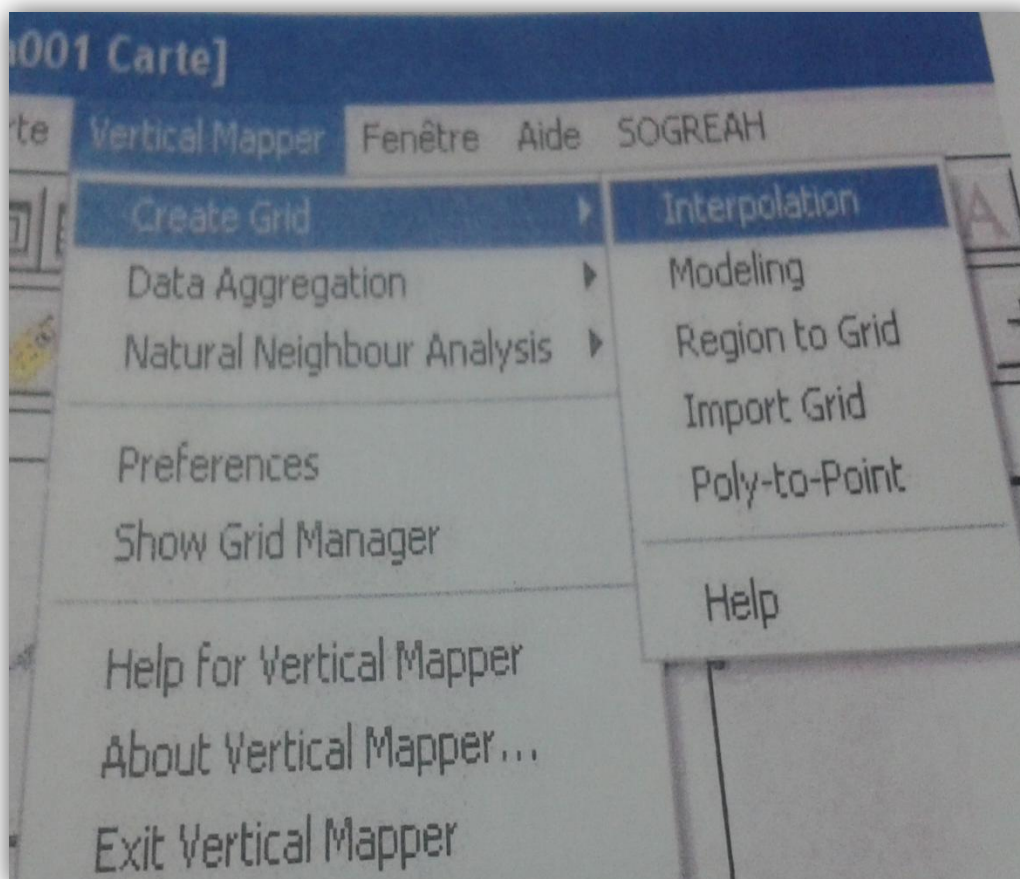 001 Carte]
Vertical Mapper Fenêtre Aide SOGREAH
Create Grid
Data Aggregation
Natural Neighbour Analysis
Preferences
Show Grid Manager
Help for Vertical Mapper
About Vertical Mapper...
Exit Vertical Mapper
Interpolation
Modeling
Region to Grid
Import Grid
Poly-to-Point
Help
A